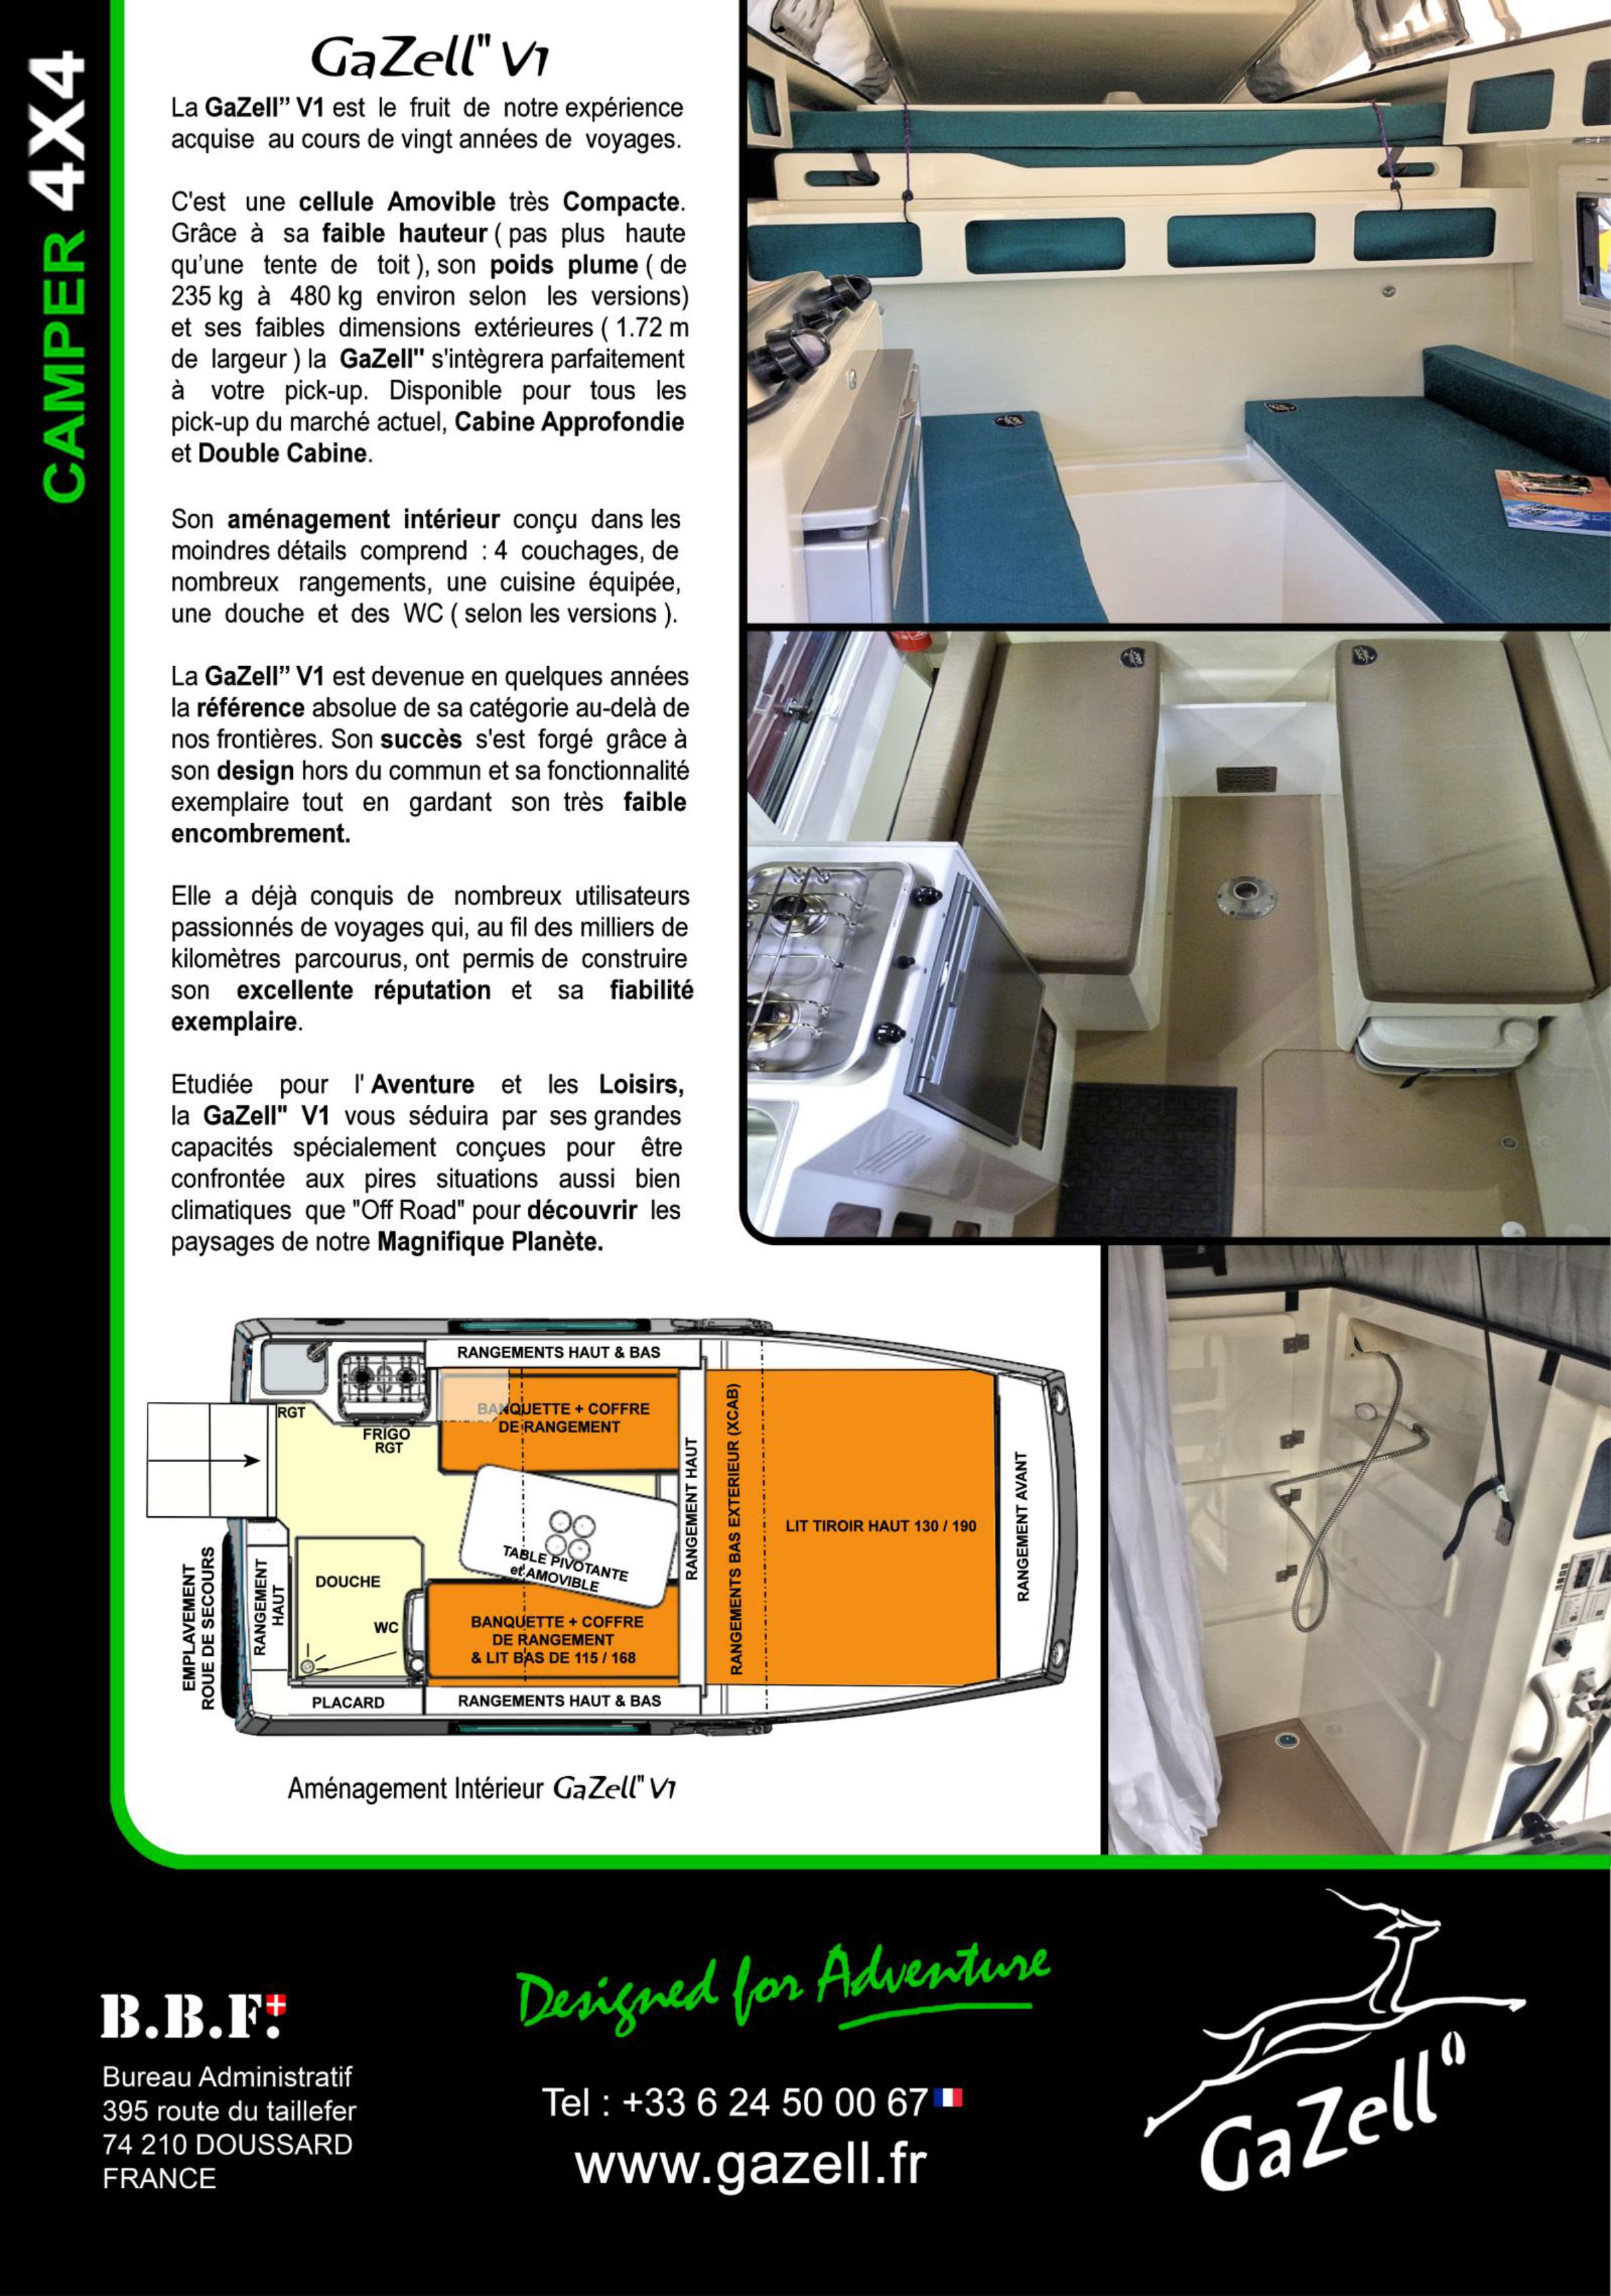 CAMPER 4X4
GaZell" V1
La GaZell” V1 est le fruit de notre expérience
acquise au cours de vingt années de voyages.
C'est une cellule Amovible très Compacte.
Grâce à sa faible hauteur ( pas plus haute
qu’une tente de toit ), son poids plume ( de
235 kg à 480 kg environ selon les versions)
et ses faibles dimensions extérieures ( 1.72 m
de largeur ) la GaZell" s'intègrera parfaitement
à votre pick-up. Disponible pour tous les
pick-up du marché actuel, Cabine Approfondie
et Double Cabine.
Son aménagement intérieur conçu dans les
moindres détails comprend : 4 couchages, de
nombreux rangements, une cuisine équipée,
une douche et des WC ( selon les versions ).
La GaZell” V1 est devenue en quelques années
la référence absolue de sa catégorie au-delà de
nos frontières. Son succès s'est forgé grâce à
son design hors du commun et sa fonctionnalité
exemplaire tout en gardant son très faible
encombrement.
Elle a déjà conquis de nombreux utilisateurs
passionnés de voyages qui, au fil des milliers de
kilomètres parcourus, ont permis de construire
son excellente réputation et sa fiabilité
exemplaire.
Etudiée pour l' Aventure et les Loisirs,
la GaZell" V1 vous séduira par ses grandes
capacités spécialement conçues pour être
confrontée aux pires situations aussi bien
climatiques que "Off Road" pour découvrir les
paysages de notre Magnifique Planète.
RANGEMENTS HAUT & BAS
RGT
FRIGO
RGT
BANQUETTE + COFFRE
DE RANGEMENT
TABLE PIVOTANTE
et AMOVIBLE
RANGEMENT HAUT
RANGEMENTS BAS EXTERIEUR (XCAB)
LIT TIROIR HAUT 130 / 190
RANGEMENT AVANT
EMPLAVEMENT
ROUE DE SECOURS
RANGEMENT
HAUT
DOUCHE
WC
BANQUETTE + COFFRE
DE RANGEMENT
& LIT BAS DE 115 / 168
PLACARD
RANGEMENTS HAUT & BAS
Aménagement Intérieur GaZell" V1
B.B.F.
Bureau Administratif
395 route du taillefer
74 210 DOUSSARD
FRANCE
Designed for Adventure
Tel : +33 6 24 50 00 67
www.gazell.fr
GaZell"